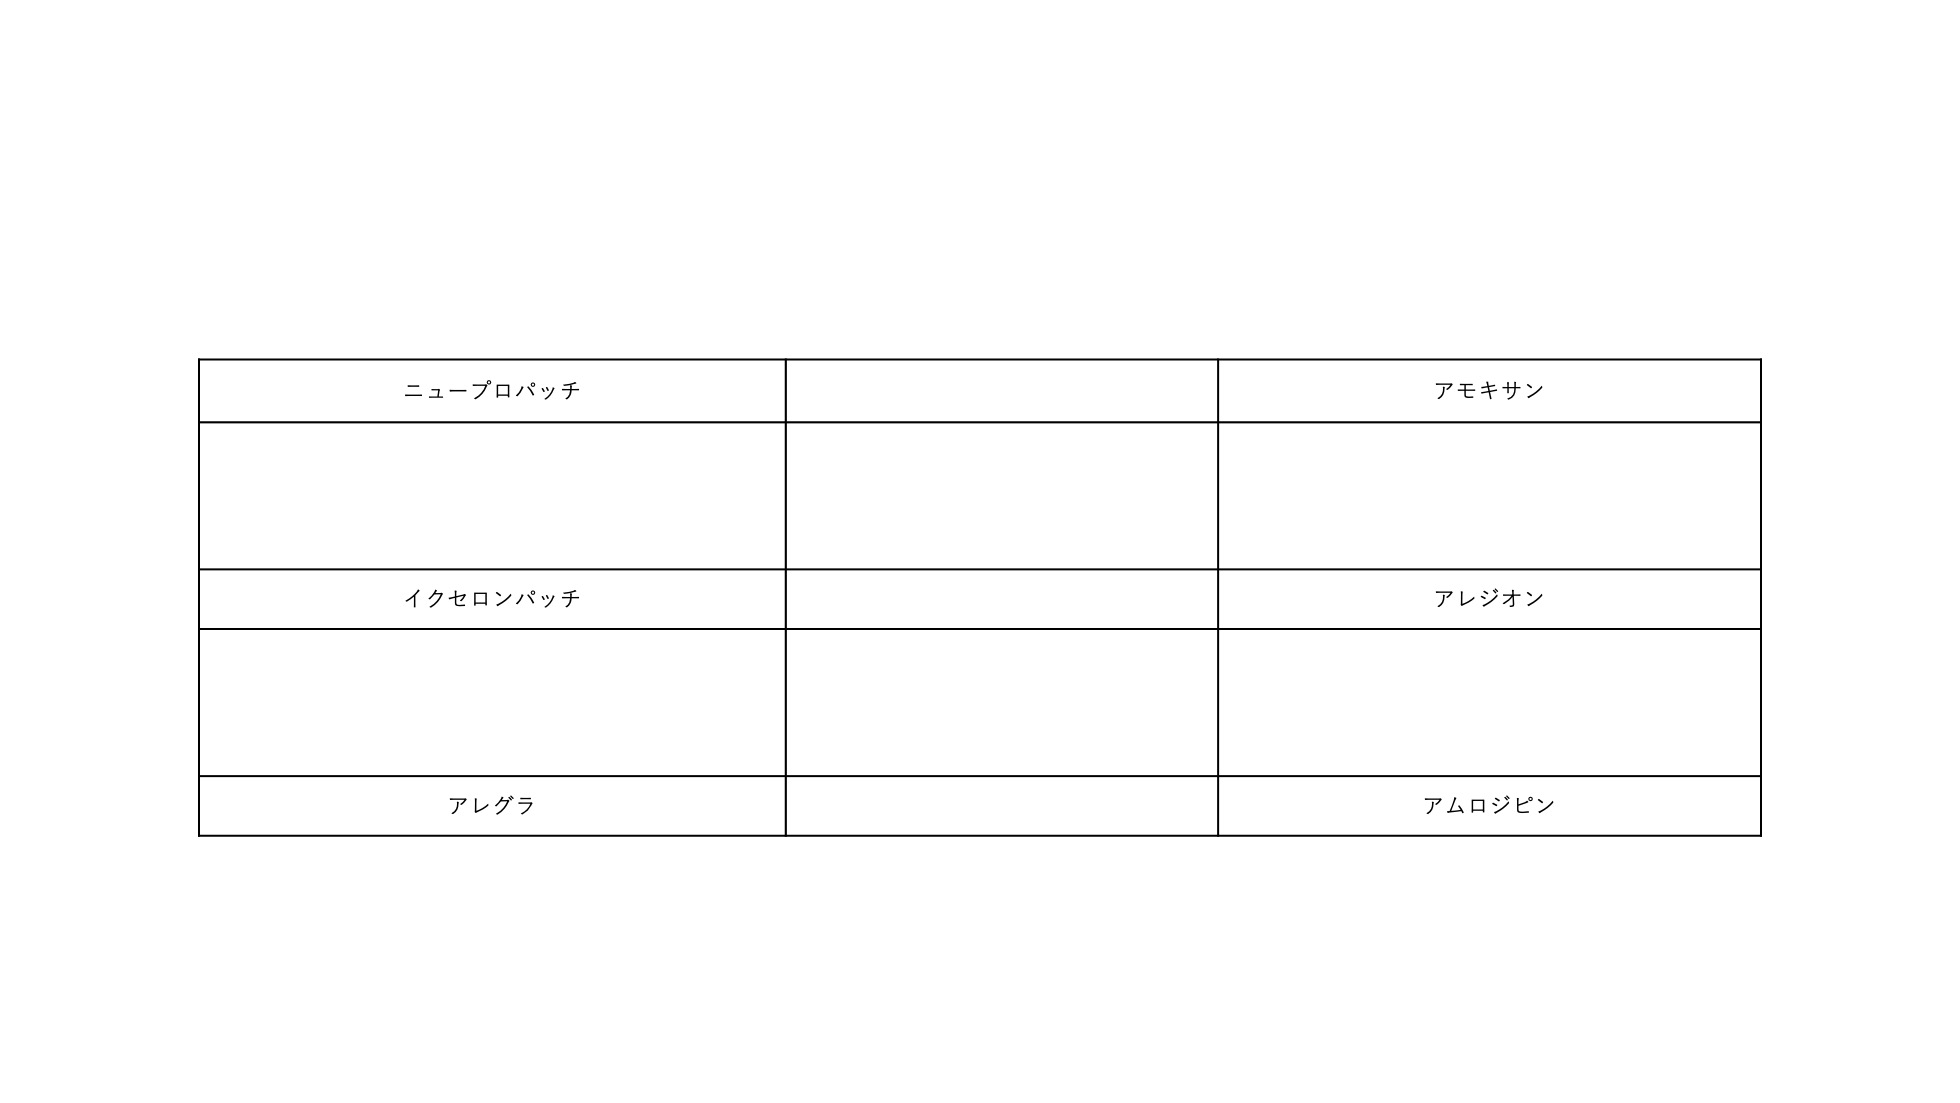 ニュープロパッチ
アモキサン
イクセロンパッチ
アレジオン
アレグラ
アムロジピン